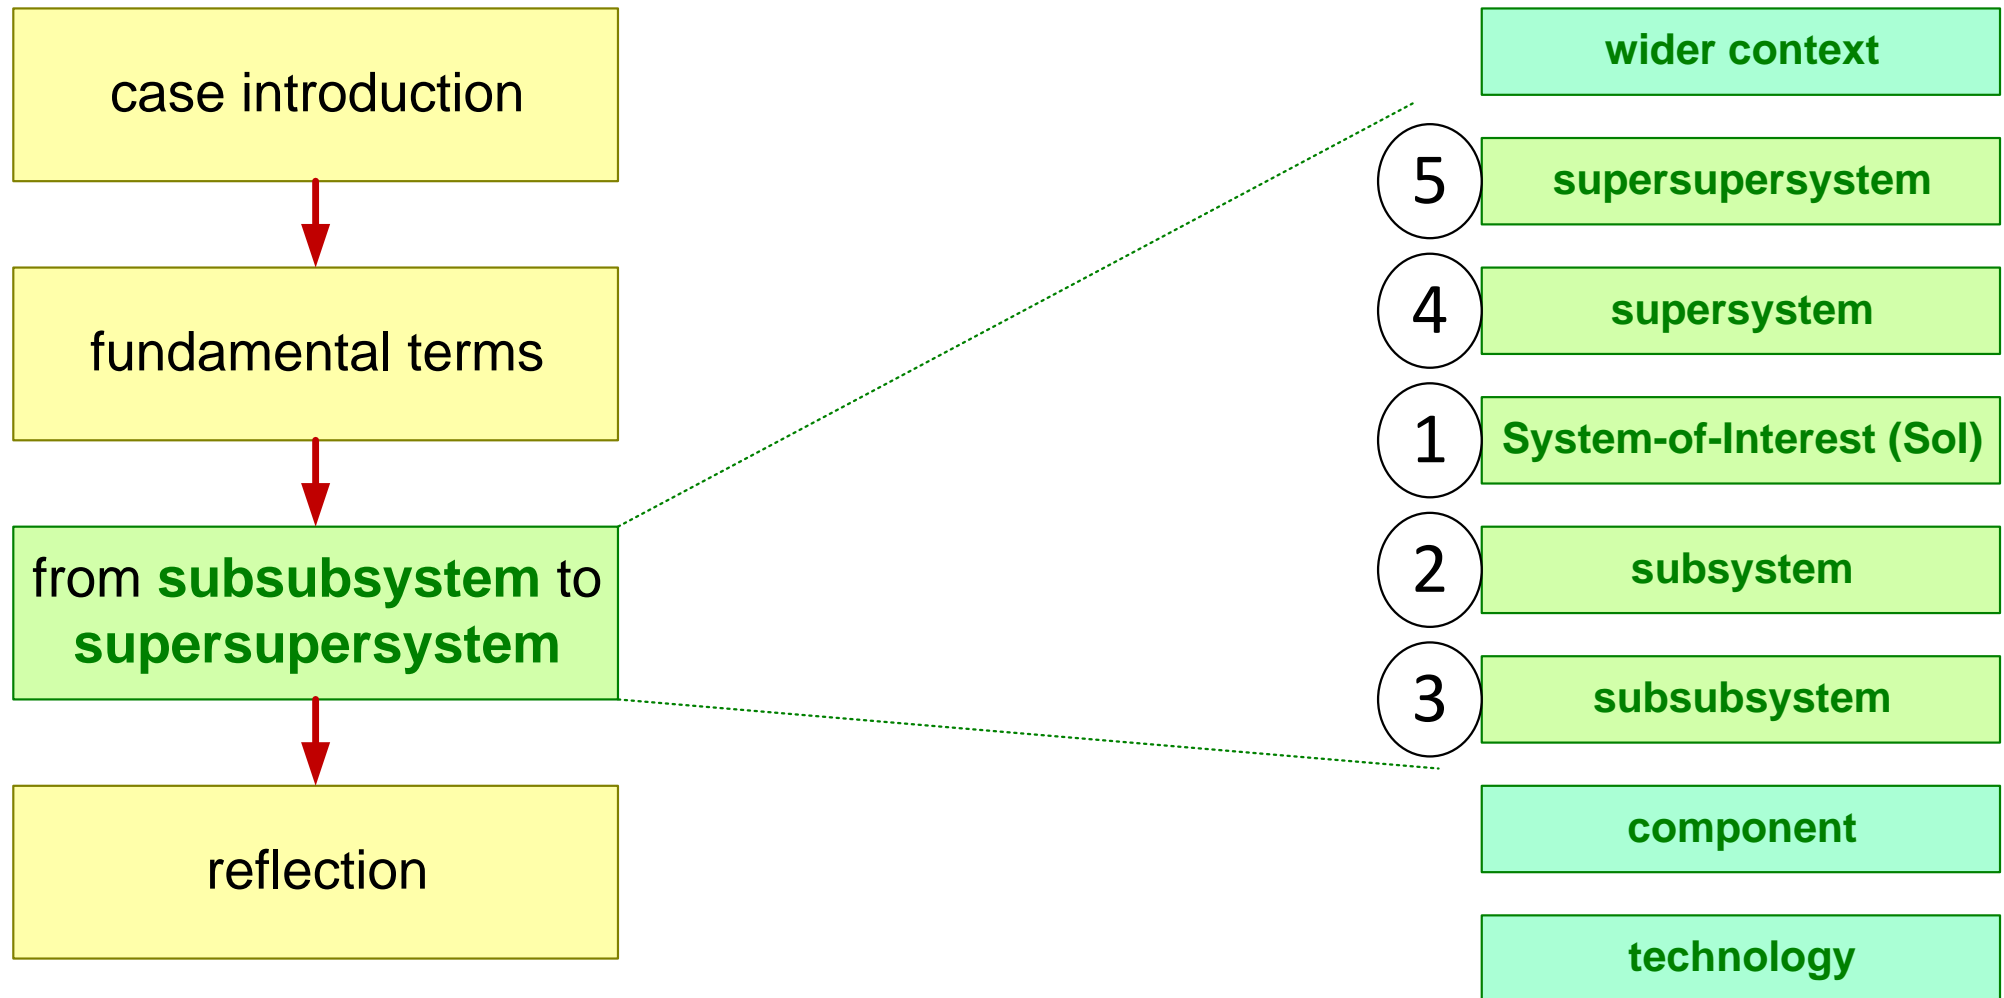 case introduction
fundamental terms
from subsubsystem to
supersupersystem
reflection
wider context
5
supersupersystem
4
supersystem
1
System-of-Interest (SoI)
2
subsystem
3
subsubsystem
component
technology